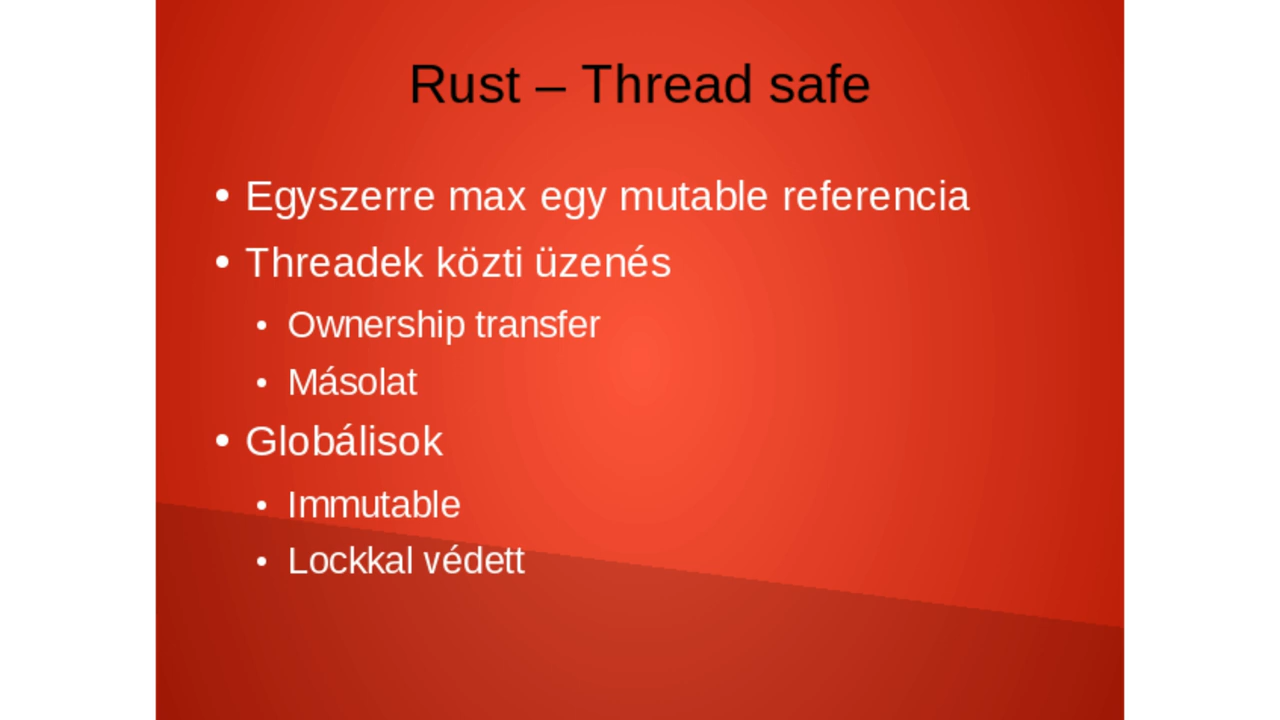 Rust – Thread safe
• Egyszerre max egy mutable referencia
• Threadek közti üzenés
• Ownership transfer
• Másolat
• Globálisok
• Immutable
• Lockkal védett